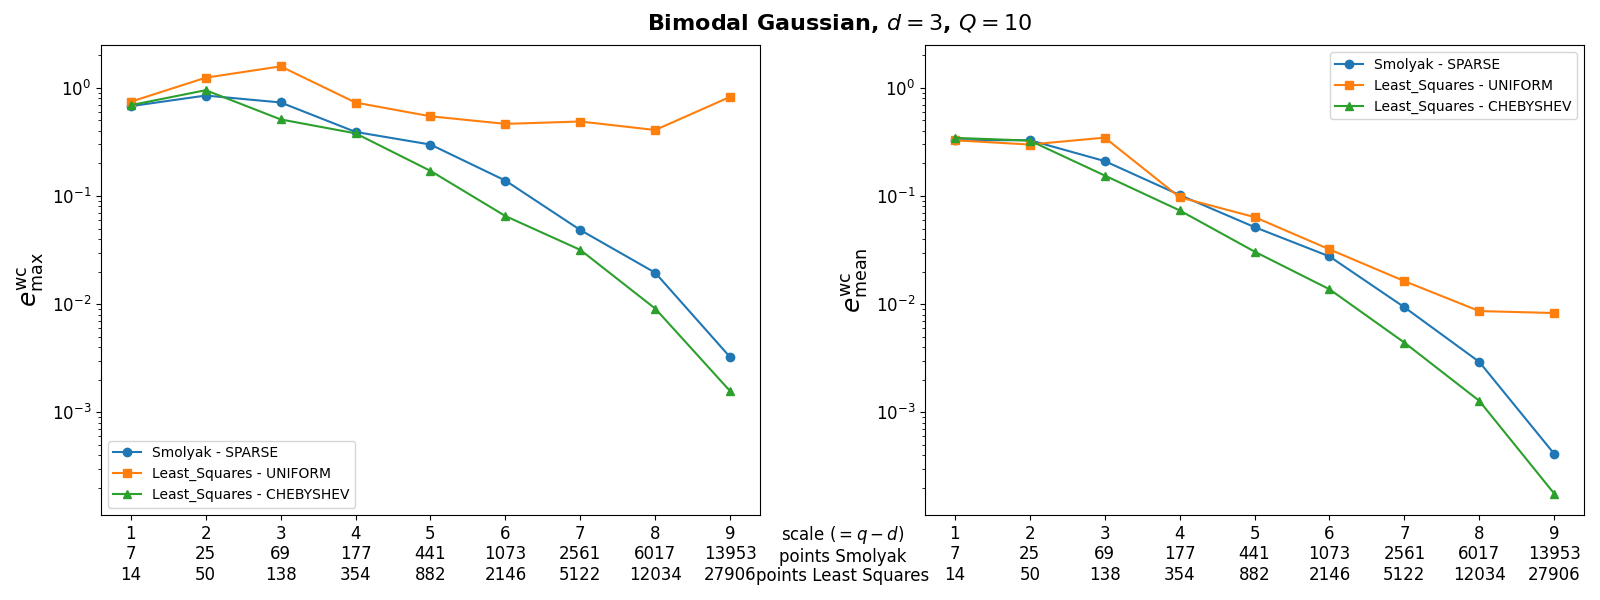 Bimodal Gaussian, d = 3, Q = 10
e^wc_max
10^0
10^-1
10^-2
10^-3
Smolyak - SPARSE
Least_Squares - UNIFORM
Least_Squares - CHEBYSHEV
1 2 3 4 5 6 7 8 9
7 25 69 177 441 1073 2561 6017 13953
14 50 138 354 882 2146 5122 12034 27906
scale (= q − d)
points Smolyak
points Least Squares
e^wc_mean
10^0
10^-1
10^-2
10^-3
Smolyak - SPARSE
Least_Squares - UNIFORM
Least_Squares - CHEBYSHEV
1 2 3 4 5 6 7 8 9
7 25 69 177 441 1073 2561 6017 13953
14 50 138 354 882 2146 5122 12034 27906